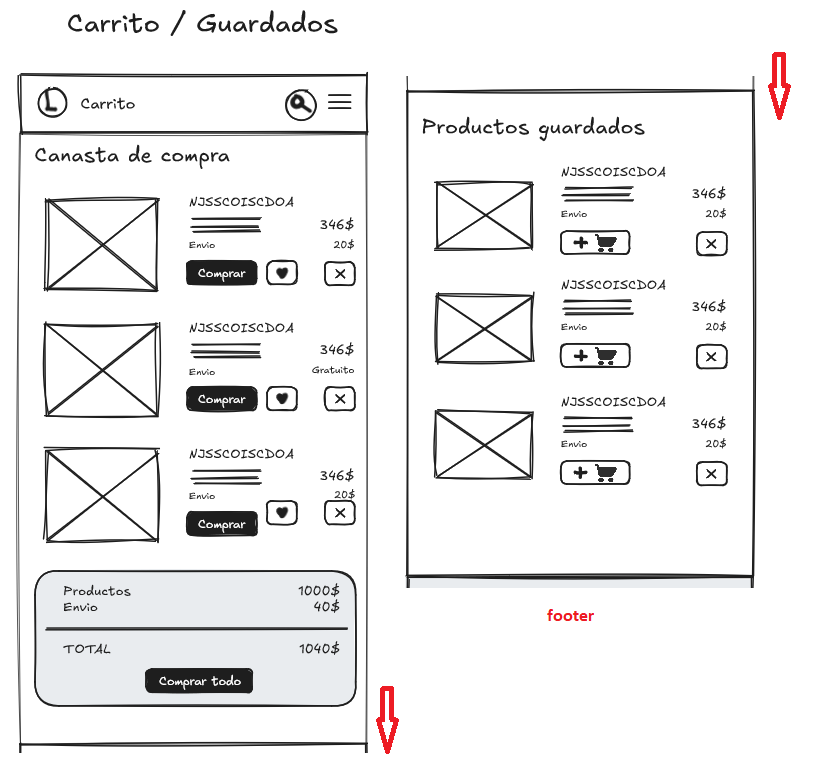 Carrito / Guardados
L Carrito
Canasta de compra
NJSSCOISCDOA
346$
Envio 20$
Comprar
NJSSCOISCDOA
346$
Envio Gratuito
Comprar
NJSSCOISCDOA
346$
Envio 20$
Comprar
Productos 1000$
Envio 40$
TOTAL 1040$
Comprar todo
Productos guardados
NJSSCOISCDOA
346$
Envio 20$
NJSSCOISCDOA
346$
Envio 20$
NJSSCOISCDOA
346$
Envio 20$
footer